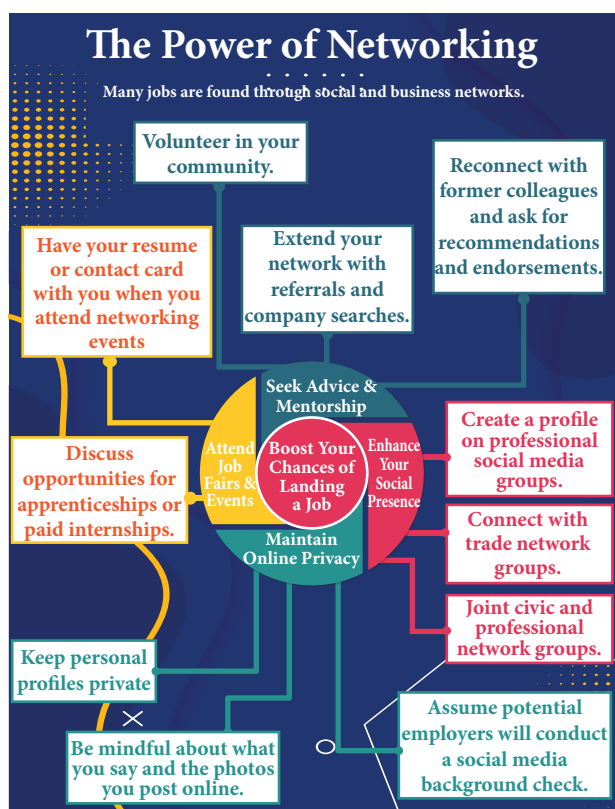 The Power of Networking
Many jobs are found through social and business networks.
Volunteer in your
community.
Reconnect with
former colleagues
and ask for
recommendations
and endorsements.
Have your resume
or contact card
with you when you
attend networking
events
Extend your
network with
referrals and
company searches.
Seek Advice &
Mentorship
Attend
Job
Fairs &
Events
Boost Your
Chances of
Landing
a Job
Enhance
Your
Social
Presence
Maintain
Online Privacy
Create a profile
on professional
social media
groups.
Discuss
opportunities for
apprenticeships or
paid internships.
Connect with
trade network
groups.
Joint civic and
professional
network groups.
Keep personal
profiles private
Assume potential
employers will conduct
a social media
background check.
Be mindful about what
you say and the photos
you post online.